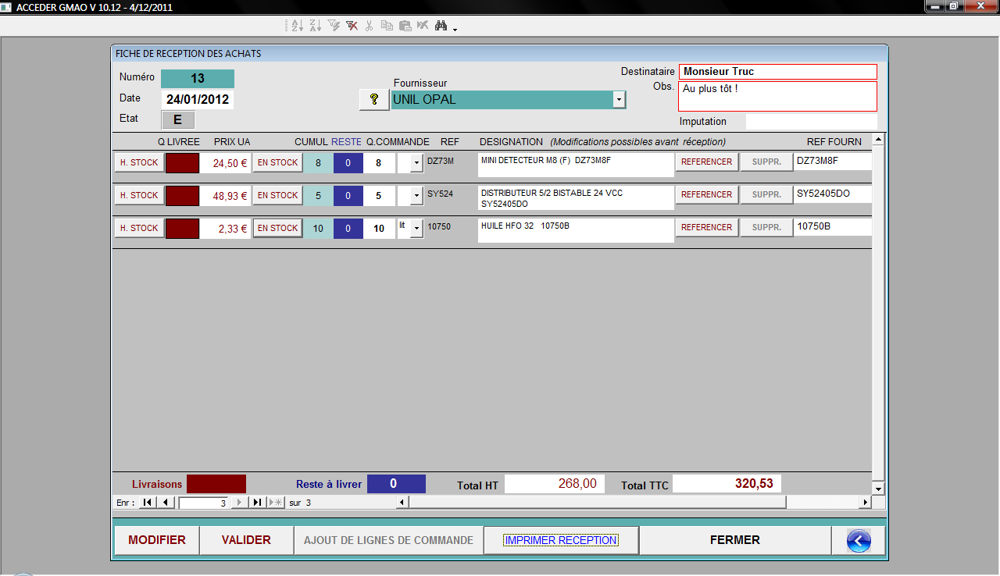 ACCEDER GMAO V 10.12 - 4/12/2011
FICHE DE RECEPTION DES ACHATS
Numéro 13
Date 24/01/2012
Etat E
Fournisseur
? UNIL OPAL
Destinataire Monsieur Truc
Obs. Au plus tôt !
Imputation
Q LIVREE PRIX UA CUMUL RESTE Q.COMMANDE REF DESIGNATION (Modifications possibles avant réception) REF FOURN
H. STOCK 24,50 € EN STOCK 8 0 8 DZ73M MINI DETECTEUR M8 (F) DZ73M8F REFERENCER SUPPR. DZ73M8F
H. STOCK 48,93 € EN STOCK 5 0 5 SY524 DISTRIBUTEUR 5/2 BISTABLE 24 VCC REFERENCER SUPPR. SY52405DO
SY52405DO
H. STOCK 2,33 € EN STOCK 10 0 10 lit 10750 HUILE HFO 32 10750B REFERENCER SUPPR. 10750B
Livraisons Reste à livrer 0 Total HT 268,00 Total TTC 320,53
Enr : 3 sur 3
MODIFIER VALIDER AJOUT DE LIGNES DE COMMANDE IMPRIMER RECEPTION FERMER